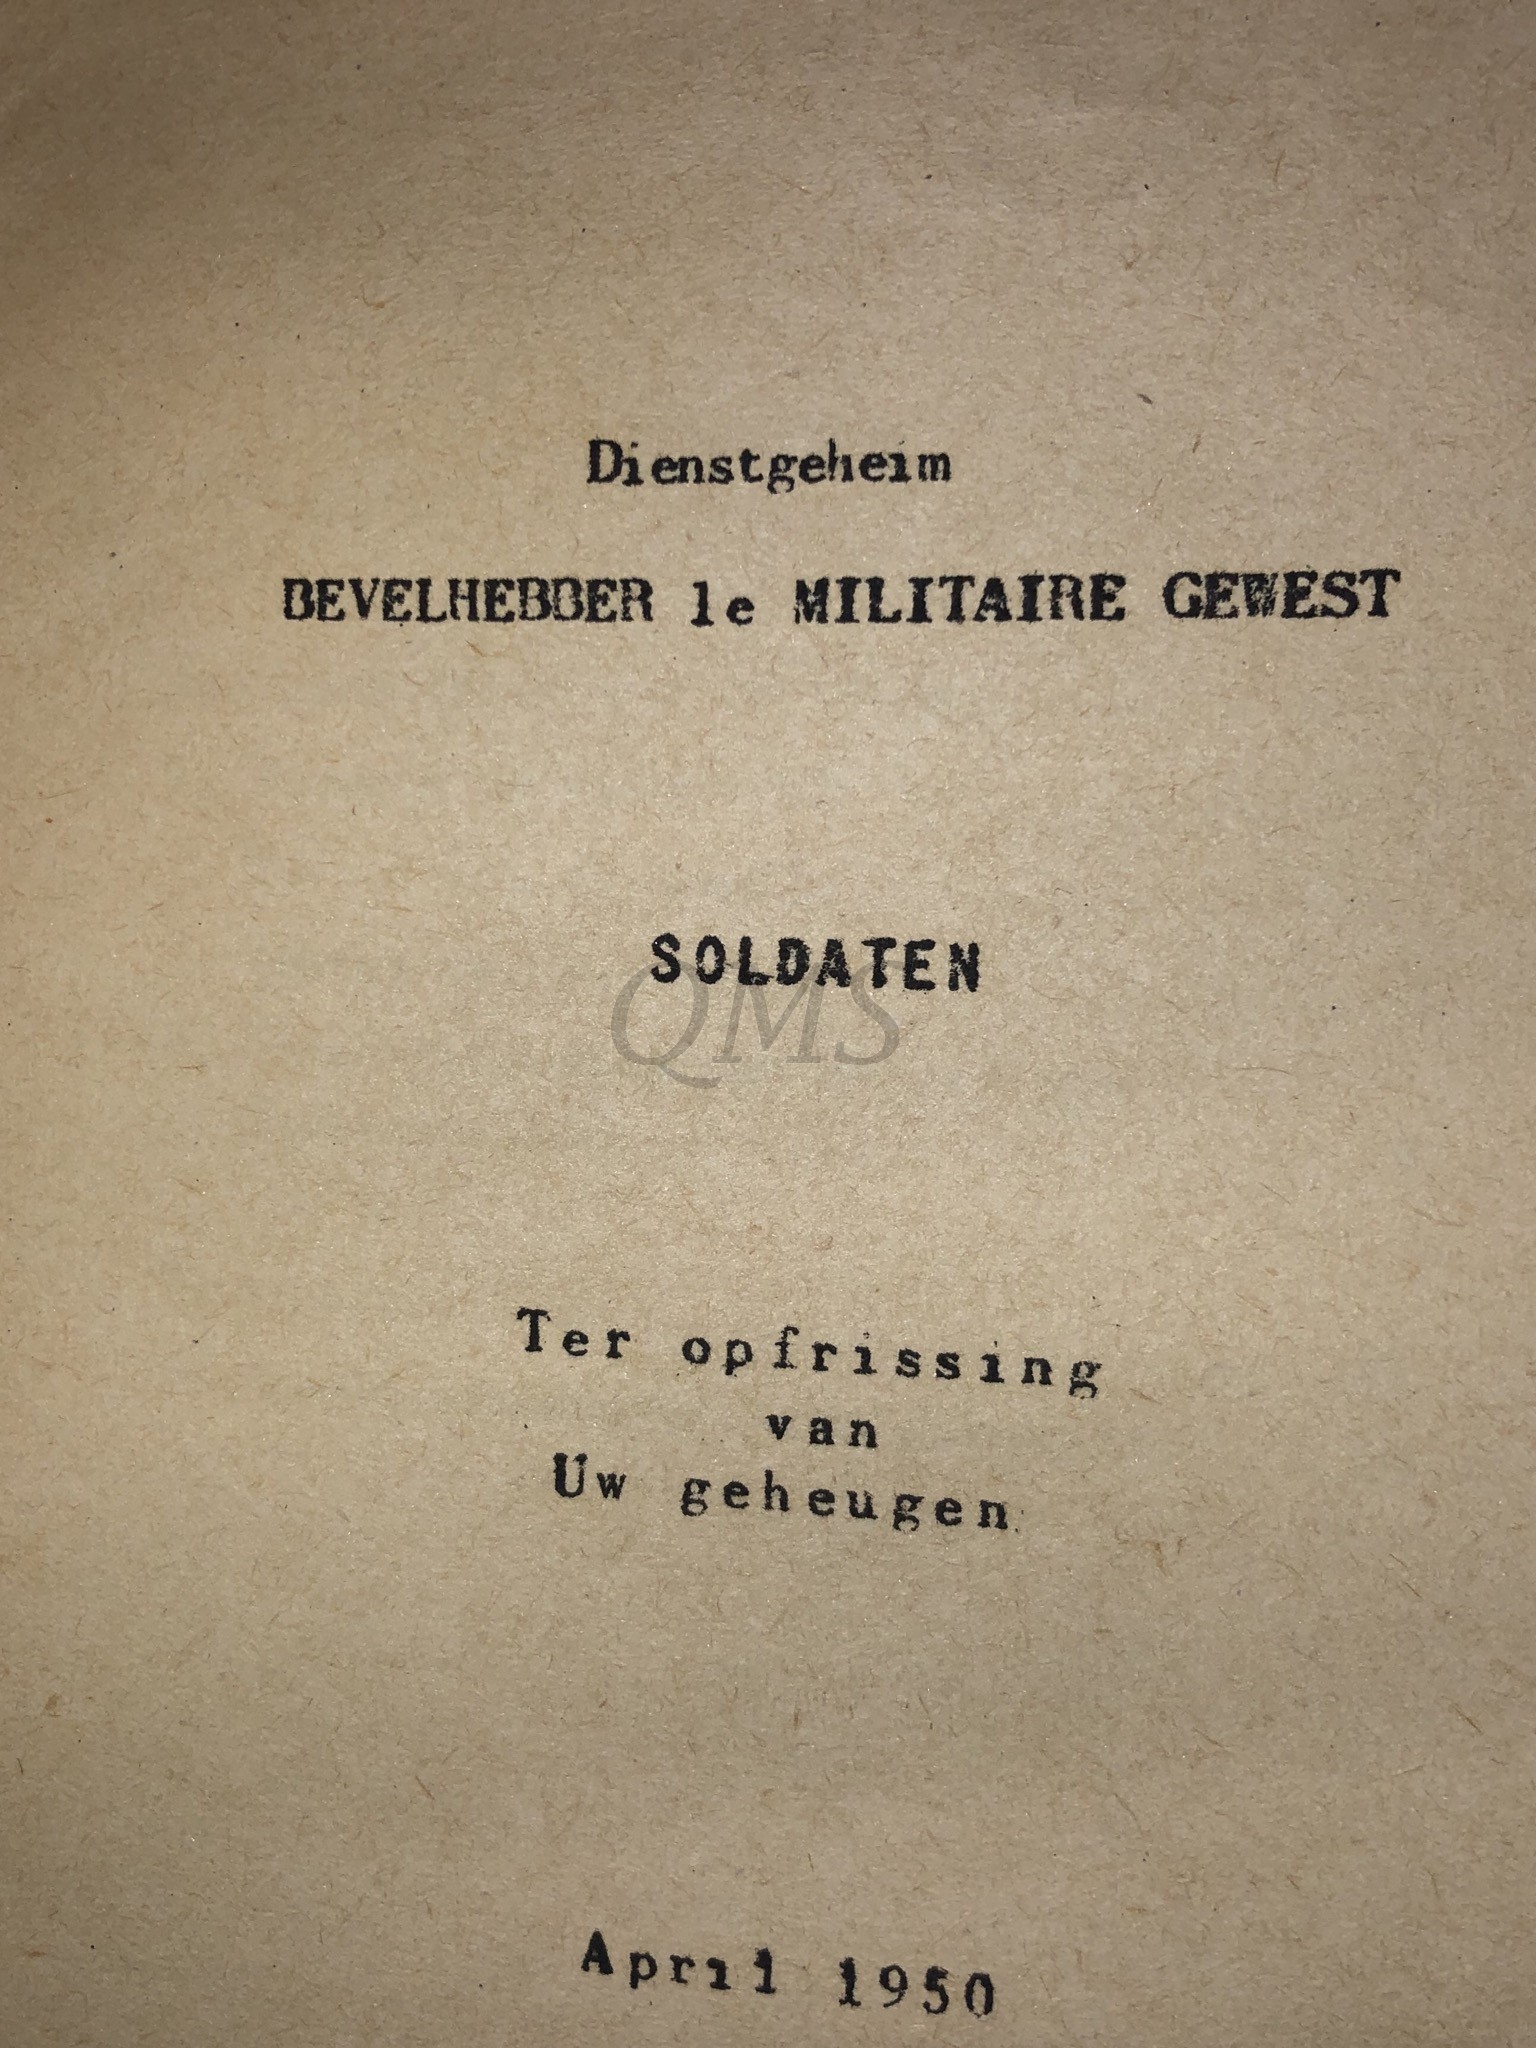 Dienstgeheim
BEVELHEBBER 1e MILITAIRE GEWEST
SOLDATEN
QMS
Ter opfrissing
van
Uw geheugen
April 1950